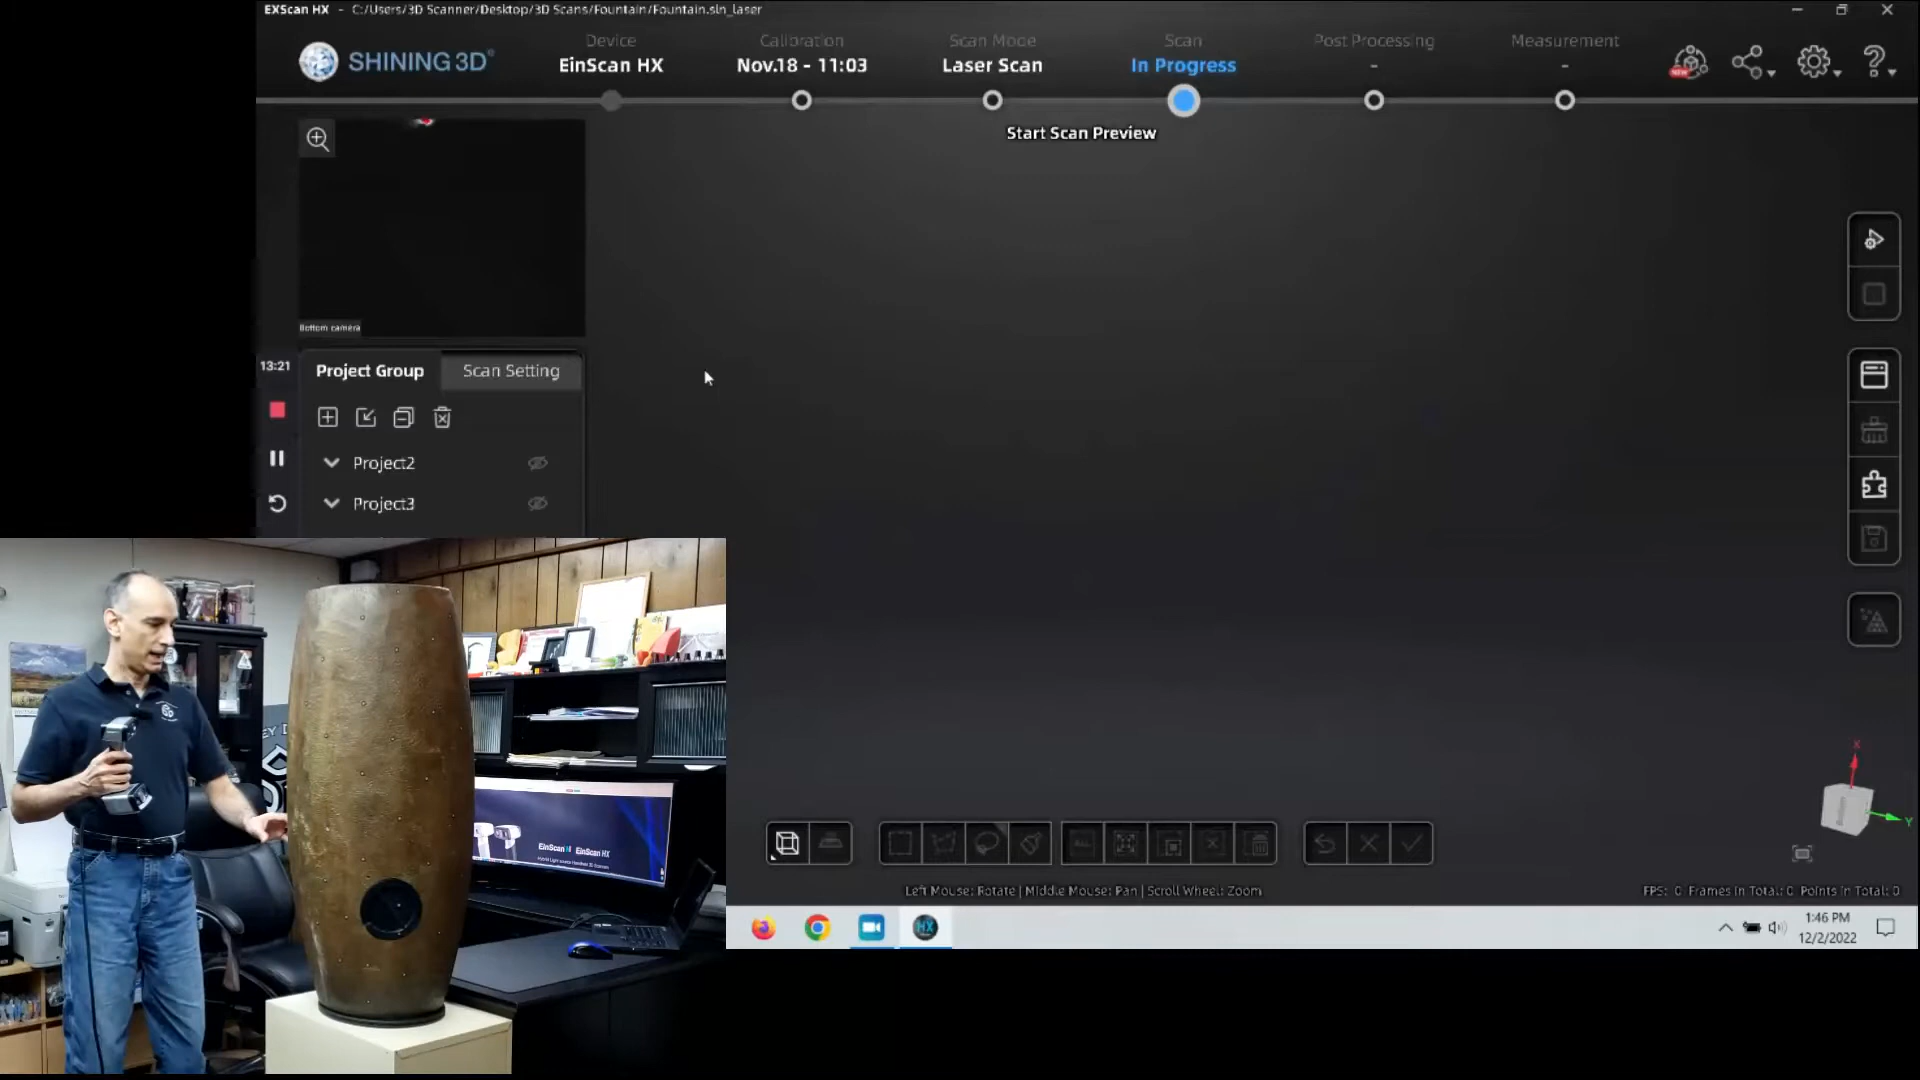 EXScan HX - C:/Users/3D Scanner/Desktop/3D Scans/Fountain/Fountain.sln_laser
SHINING 3D®
Device
EinScan HX
Calibration
Nov.18 - 11:03
Scan Mode
Laser Scan
Scan
In Progress
Post Processing
-
Measurement
-
NEW
Start Scan Preview
Bottom camera
13:21
Project Group
Scan Setting
Project2
Project3
EinScan H EinScan HX
ALL
X
Y
Left Mouse: Rotate | Middle Mouse: Pan | Scroll Wheel: Zoom
FPS: 0 Frames In Total: 0 Points In Total: 0
HX
1:46 PM
12/2/2022